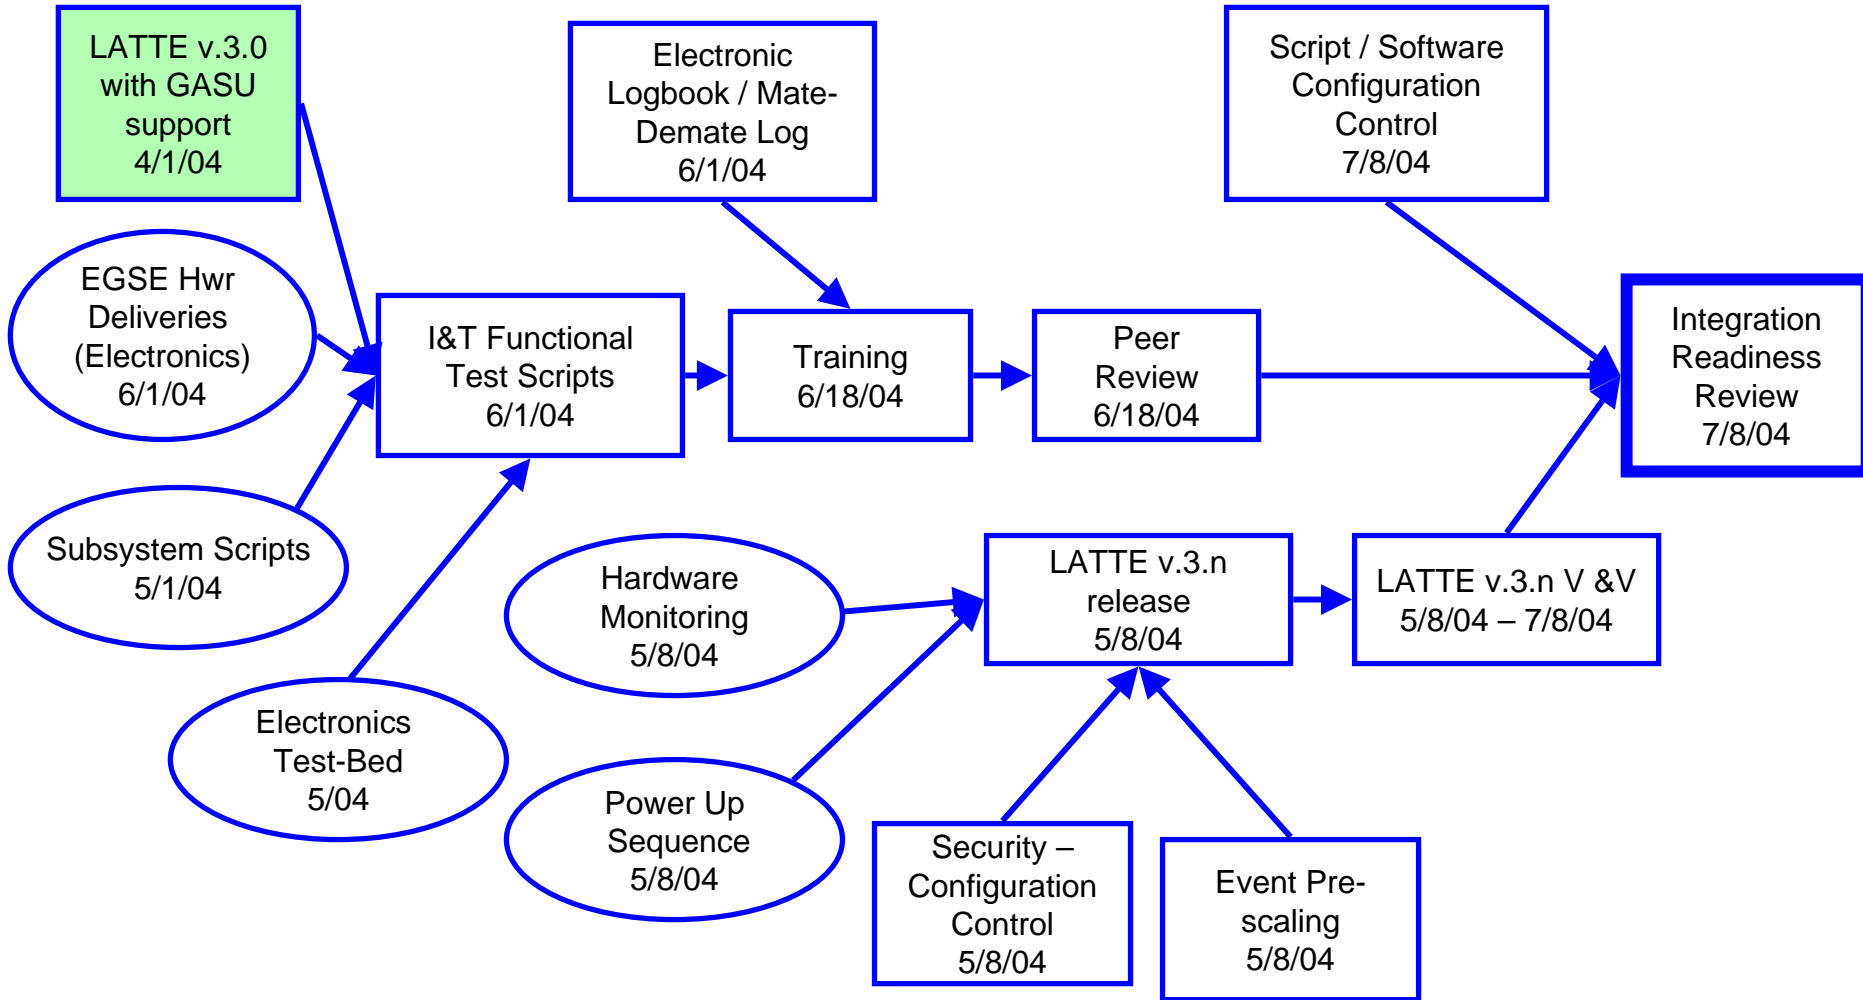 LATTE v.3.0
with GASU
support
4/1/04
Electronic
Logbook / Mate-
Demate Log
6/1/04
Script / Software
Configuration
Control
7/8/04
EGSE Hwr
Deliveries
(Electronics)
6/1/04
I&T Functional
Test Scripts
6/1/04
Training
6/18/04
Peer
Review
6/18/04
Integration
Readiness
Review
7/8/04
Subsystem Scripts
5/1/04
Hardware
Monitoring
5/8/04
LATTE v.3.n
release
5/8/04
LATTE v.3.n V &V
5/8/04 – 7/8/04
Electronics
Test-Bed
5/04
Power Up
Sequence
5/8/04
Security –
Configuration
Control
5/8/04
Event Pre-
scaling
5/8/04